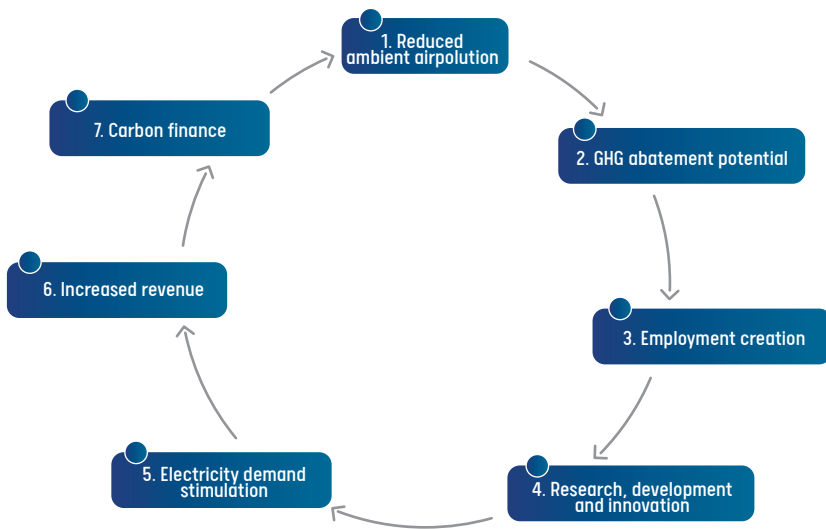 1. Reduced
ambient airpolution
2. GHG abatement potential
3. Employment creation
4. Research, development
and innovation
5. Electricity demand
stimulation
6. Increased revenue
7. Carbon finance